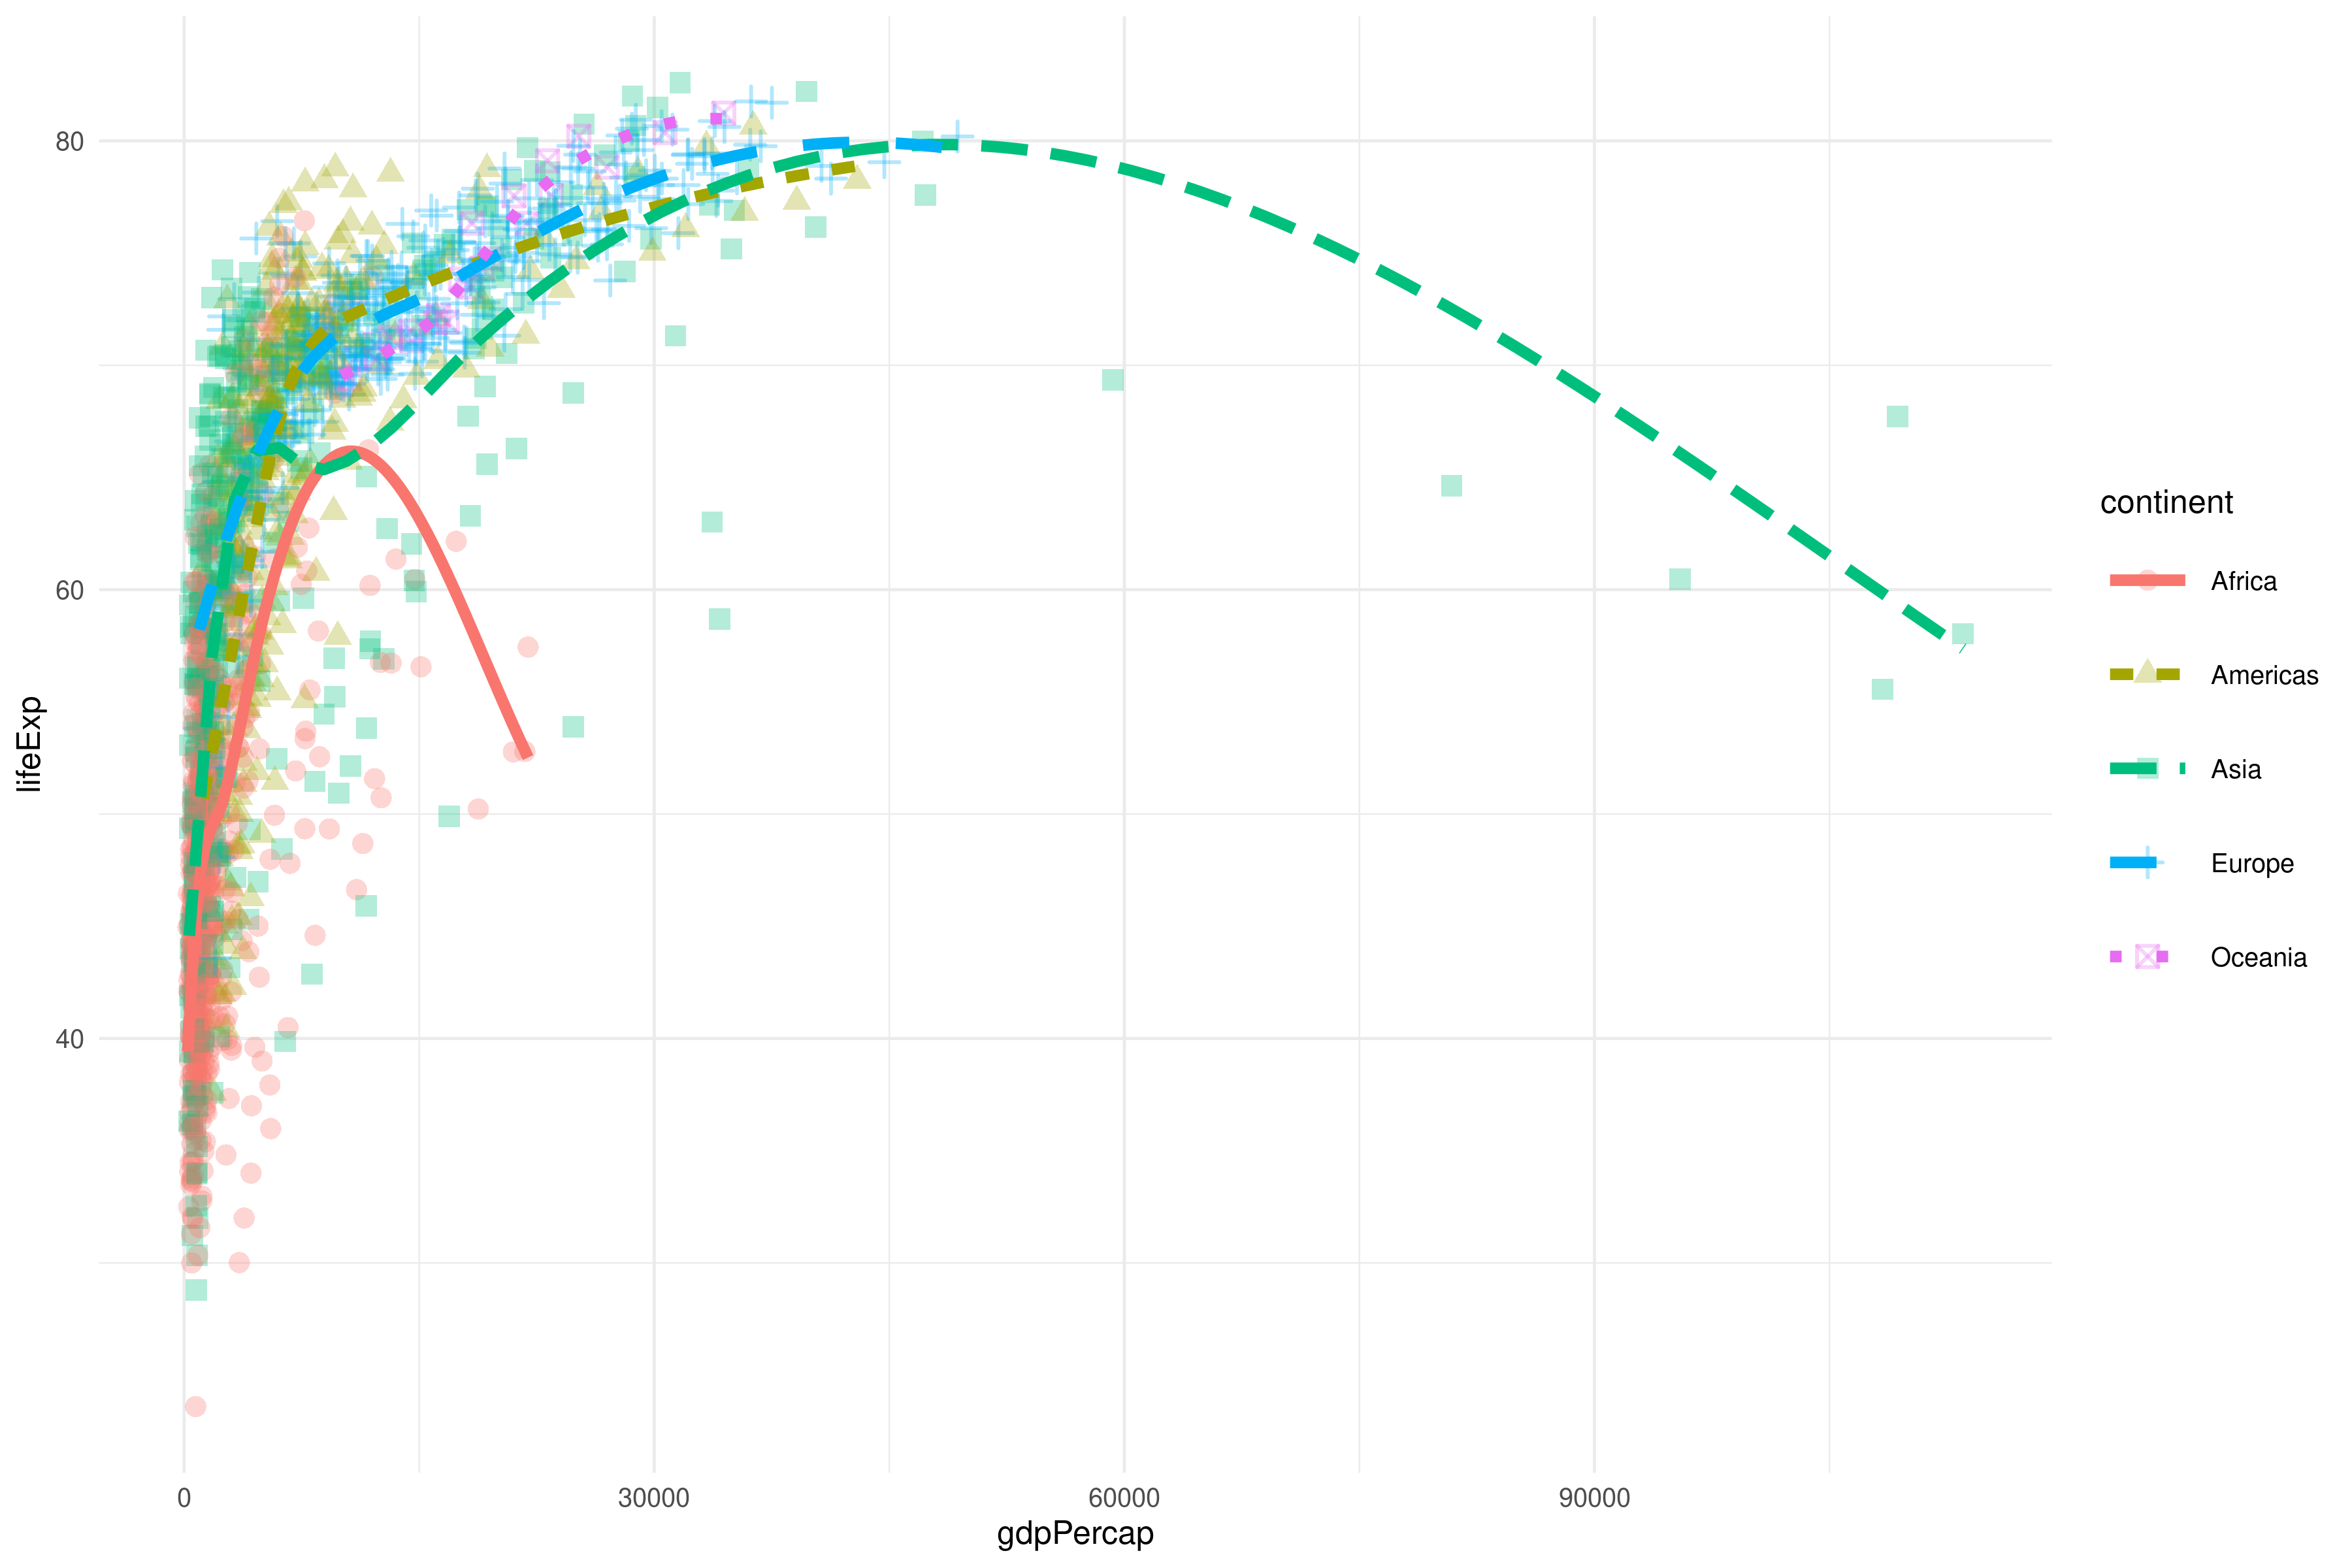 80
60
40
lifeExp
0
30000
60000
90000
gdpPercap
continent
Africa
Americas
Asia
Europe
Oceania